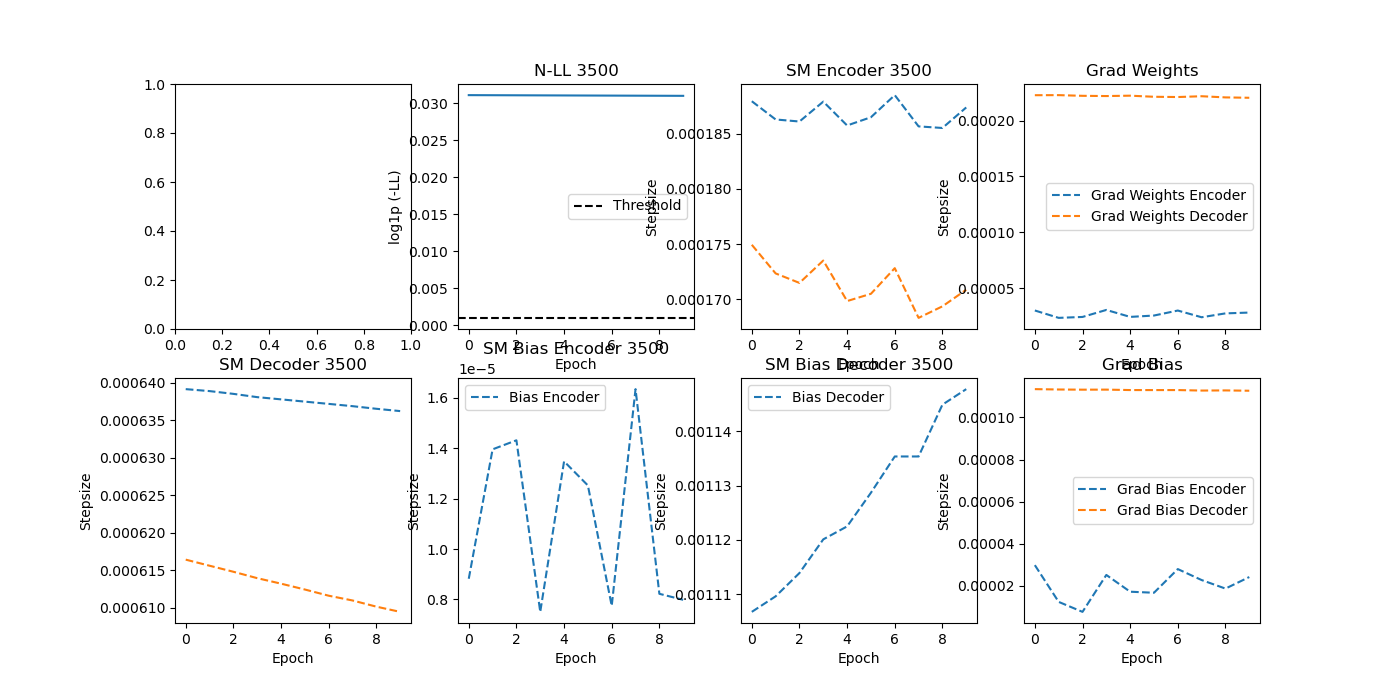 N-LL 3500
SM Encoder 3500
Grad Weights
1.0
0.8
0.6
0.4
0.2
0.0
0.0 0.2 0.4 0.6 0.8 1.0
log1p (-LL)
0.030
0.025
0.020
0.015
0.010
0.005
0.000
Threshold
0 2 4 6 8
Epoch
Stepsize
0.000185
0.000180
0.000175
0.000170
0 2 4 6 8
Epoch
Stepsize
0.00020
0.00015
0.00010
0.00005
Grad Weights Encoder
Grad Weights Decoder
0 2 4 6 8
Epoch
SM Decoder 3500
SM Bias Encoder 3500
SM Bias Decoder 3500
Grad Bias
Stepsize
0.000640
0.000635
0.000630
0.000625
0.000620
0.000615
0.000610
0 2 4 6 8
Epoch
Stepsize
1e−5
1.6
1.4
1.2
1.0
0.8
Bias Encoder
0 2 4 6 8
Stepsize
0.00114
0.00113
0.00112
0.00111
Bias Decoder
0 2 4 6 8
Epoch
Stepsize
0.00010
0.00008
0.00006
0.00004
0.00002
Grad Bias Encoder
Grad Bias Decoder
0 2 4 6 8
Epoch